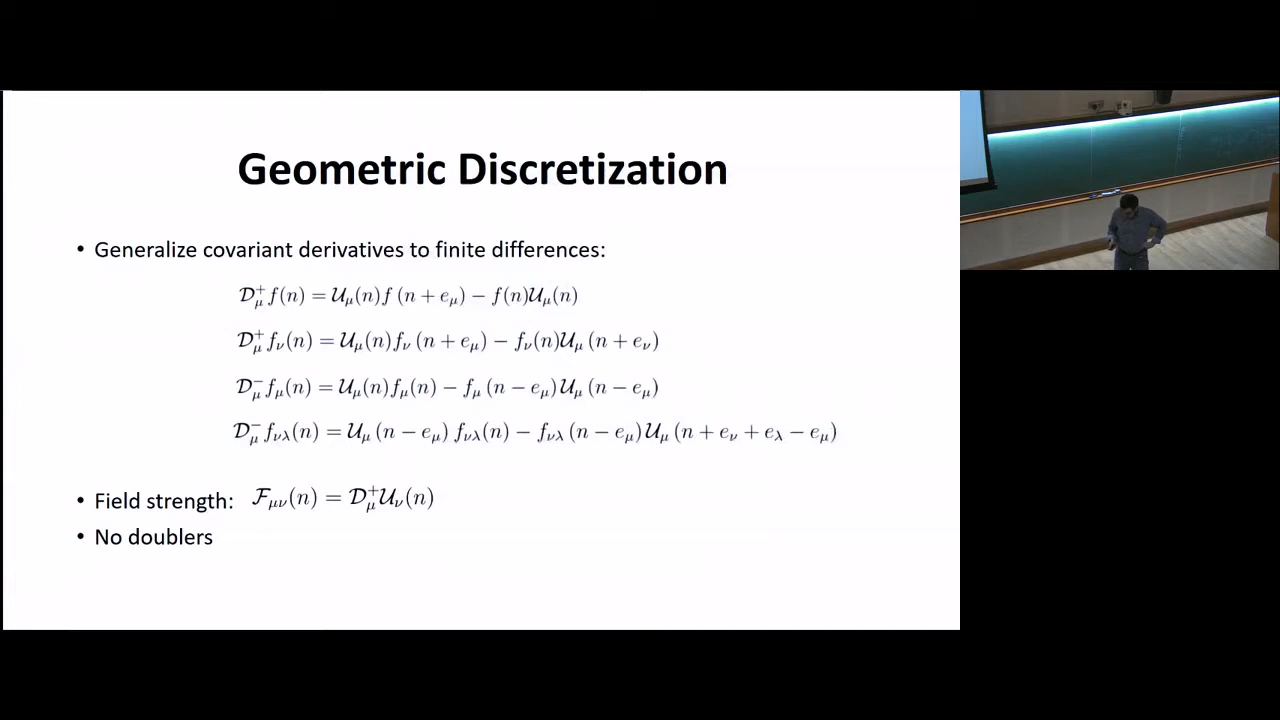 Geometric Discretization
• Generalize covariant derivatives to finite differences:
𝒟⁺_μ f(n) = 𝒰_μ(n) f (n + e_μ) − f(n)𝒰_μ(n)
𝒟⁺_μ f_ν(n) = 𝒰_μ(n) f_ν (n + e_μ) − f_ν(n)𝒰_μ (n + e_ν)
𝒟⁻_μ f_μ(n) = 𝒰_μ(n) f_μ(n) − f_μ (n − e_μ) 𝒰_μ (n − e_μ)
𝒟⁻_μ f_νλ(n) = 𝒰_μ (n − e_μ) f_νλ(n) − f_νλ (n − e_μ) 𝒰_μ (n + e_ν + e_λ − e_μ)
• Field strength: ℱ_μν(n) = 𝒟⁺_μ 𝒰_ν(n)
• No doublers